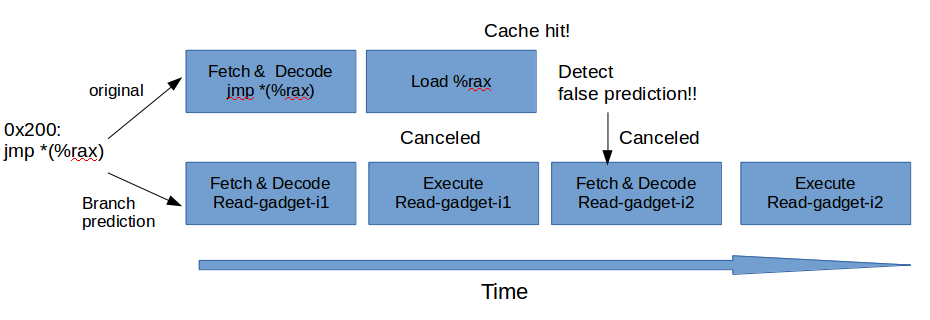 Cache hit!
Fetch & Decode
jmp *(%rax)
Load %rax
Detect
false prediction!!
original
0x200:
jmp *(%rax)
Canceled
Canceled
Branch
prediction
Fetch & Decode
Read-gadget-i1
Execute
Read-gadget-i1
Fetch & Decode
Read-gadget-i2
Execute
Read-gadget-i2
Time